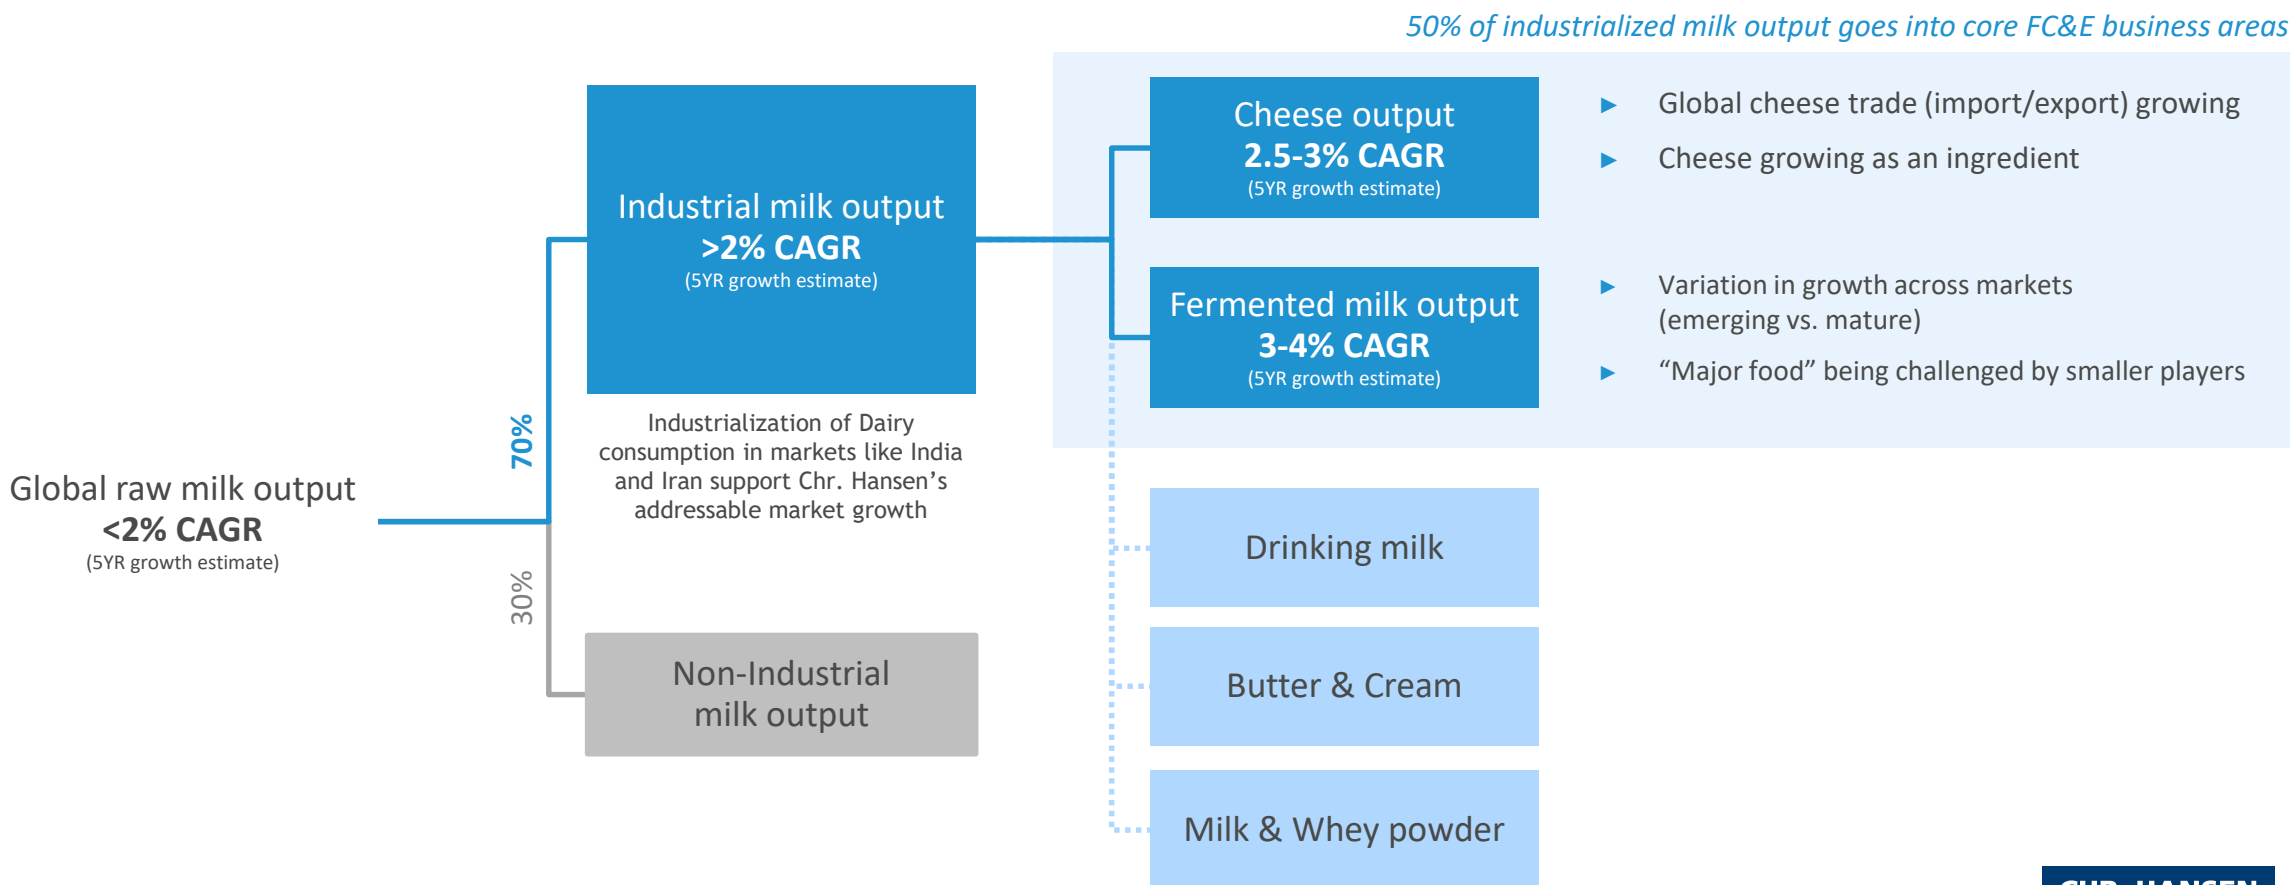 50% of industrialized milk output goes into core FC&E business areas
Global raw milk output
<2% CAGR
(5YR growth estimate)
70%
30%
Industrial milk output
>2% CAGR
(5YR growth estimate)
Industrialization of Dairy
consumption in markets like India
and Iran support Chr. Hansen’s
addressable market growth
Non-Industrial
milk output
Cheese output
2.5-3% CAGR
(5YR growth estimate)
► Global cheese trade (import/export) growing
► Cheese growing as an ingredient
Fermented milk output
3-4% CAGR
(5YR growth estimate)
► Variation in growth across markets
(emerging vs. mature)
► “Major food” being challenged by smaller players
Drinking milk
Butter & Cream
Milk & Whey powder
CHR HANSEN